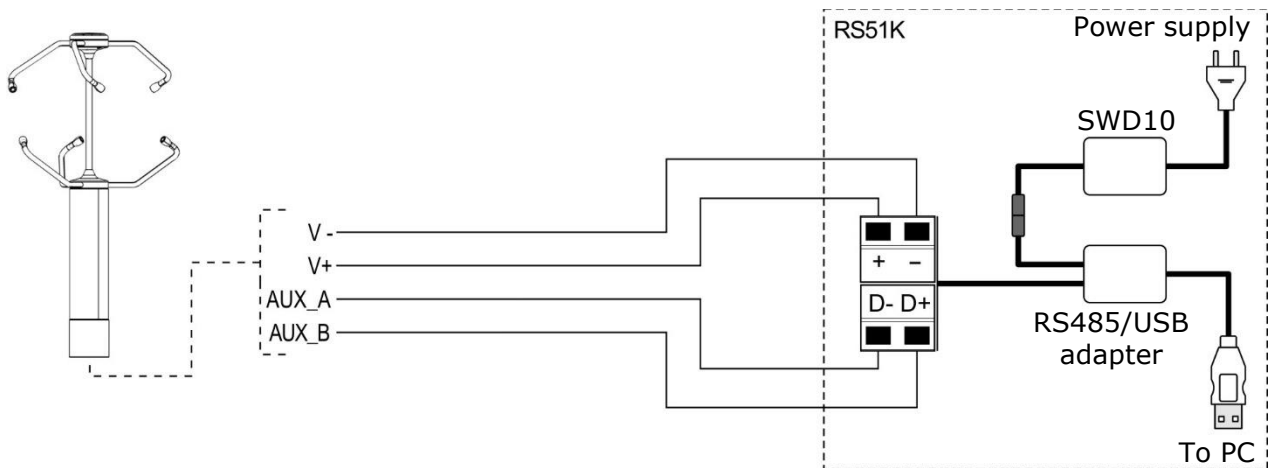 RS51K
Power supply
SWD10
V -
V+
AUX_A
AUX_B
+ -
D- D+
RS485/USB
adapter
To PC